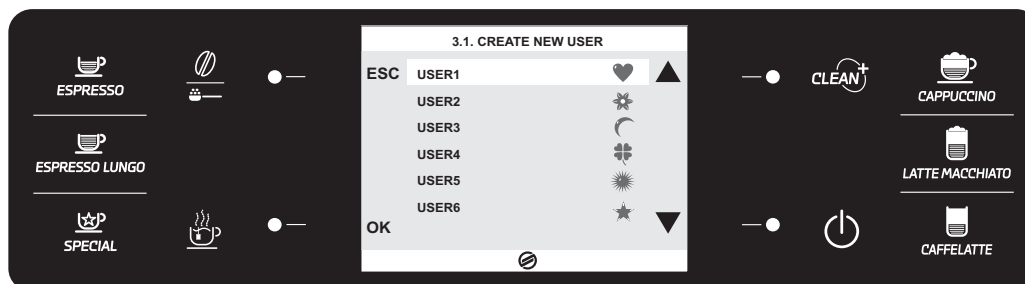 ESPRESSO
ESPRESSO LUNGO
SPECIAL
3.1. CREATE NEW USER
ESC
USER1
USER2
USER3
USER4
USER5
USER6
OK
CLEAN+
CAPPUCCINO
LATTE MACCHIATO
CAFFELATTE